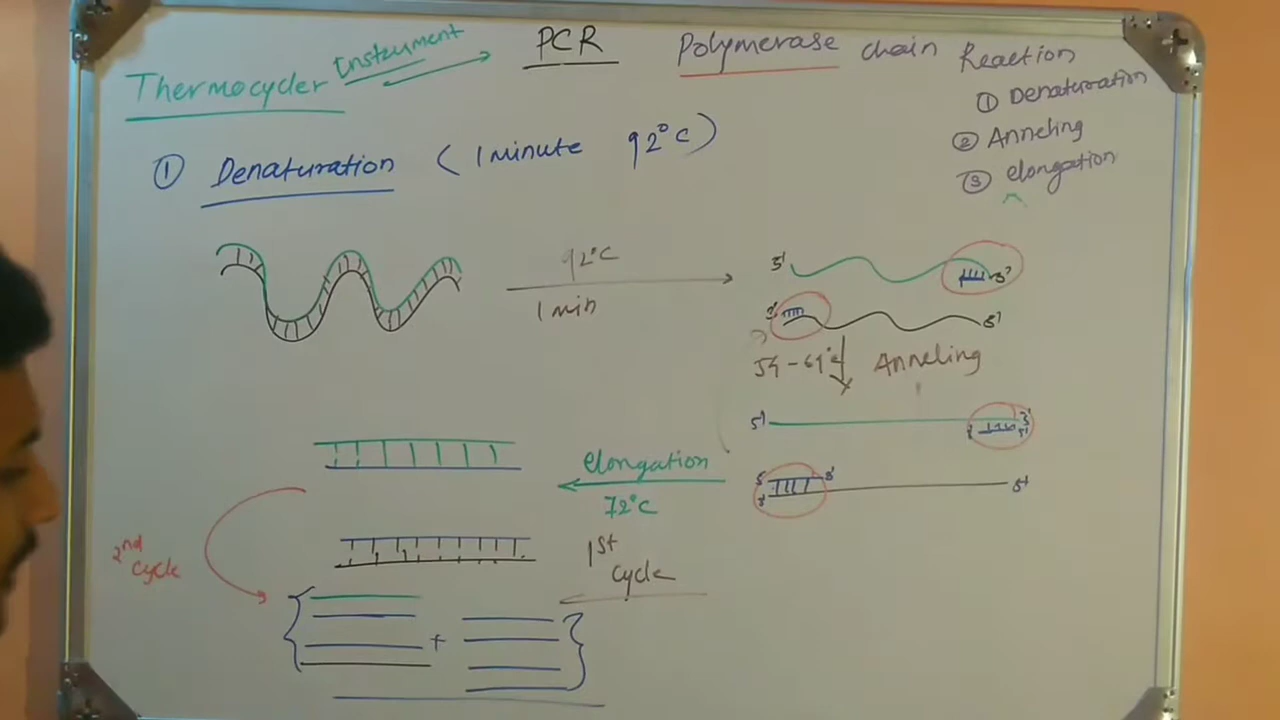 Thermocycler Instrument PCR Polymerase chain Reaction
① Denaturation
② Anneling
③ elongation
① Denaturation (1 minute 92°C)
92°C
1 min
5' 3'
3' 5'
54-64°C Anneling
5' 3'
5'
5' 3'
3' 5'
elongation
72°C
1st
cycle
2nd
cycle
+